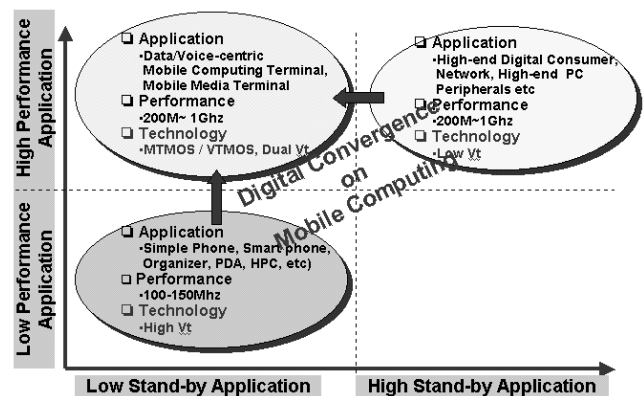 High Performance
Application
Low Performance
Application
❑ Application
•Data/Voice-centric
Mobile Computing Terminal,
Mobile Media Terminal
❑ Performance
•200M~ 1Ghz
❑ Technology
•MTMOS / VTMOS, Dual Vt
❑ Application
•High-end Digital Consumer,
Network, High-end PC
Peripherals etc
❑ Performance
•200M~1Ghz
❑ Technology
•Low Vt
Digital Convergence
on
Mobile Computing
❑ Application
•Simple Phone, Smart phone,
Organizer, PDA, HPC, etc)
❑ Performance
•100-150Mhz
❑ Technology
•High Vt
Low Stand-by Application
High Stand-by Application